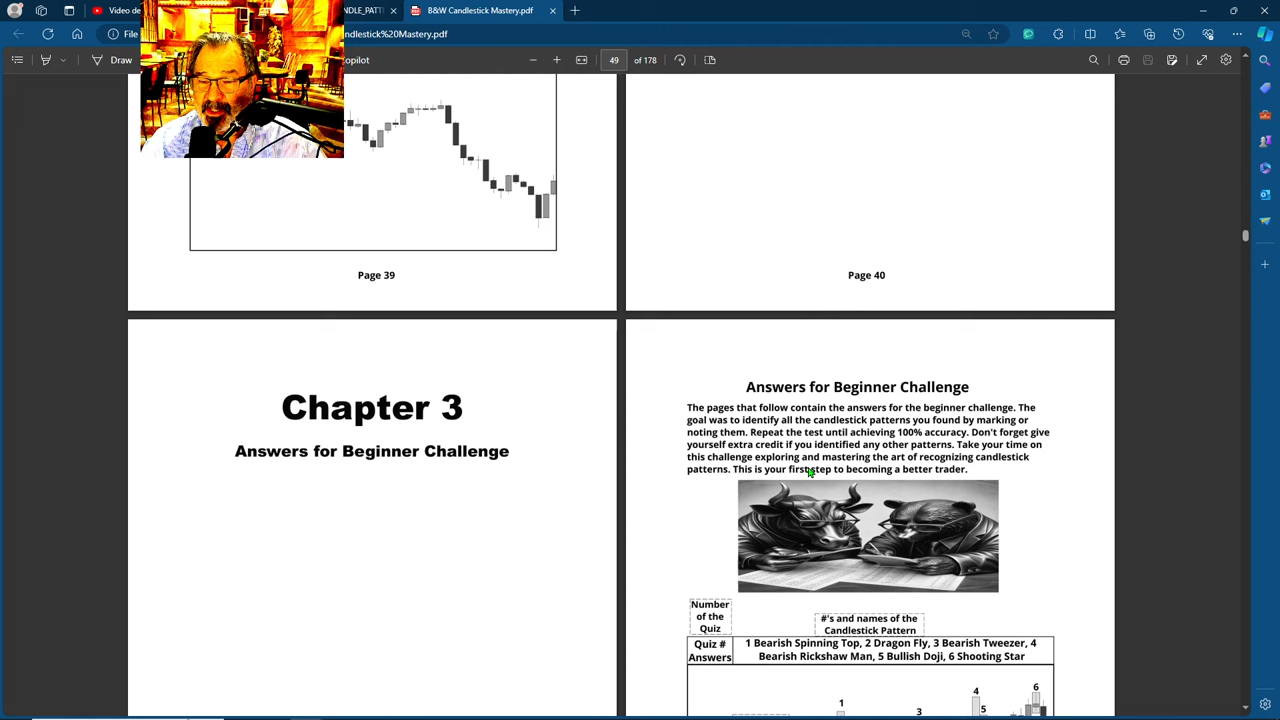 Video de
NDLE_PATT
B&W Candlestick Mastery.pdf
File
ndlestick%20Mastery.pdf
Draw
opilot
49
of 178
Page 39
Page 40
Chapter 3
Answers for Beginner Challenge
Answers for Beginner Challenge
The pages that follow contain the answers for the beginner challenge. The
goal was to identify all the candlestick patterns you found by marking or
noting them. Repeat the test until achieving 100% accuracy. Don't forget give
yourself extra credit if you identified any other patterns. Take your time on
this challenge exploring and mastering the art of recognizing candlestick
patterns. This is your first step to becoming a better trader.
Number
of the
Quiz
#'s and names of the
Candlestick Pattern
Quiz #
Answers
1 Bearish Spinning Top, 2 Dragon Fly, 3 Bearish Tweezer, 4
Bearish Rickshaw Man, 5 Bullish Doji, 6 Shooting Star
1
3
4
5
6